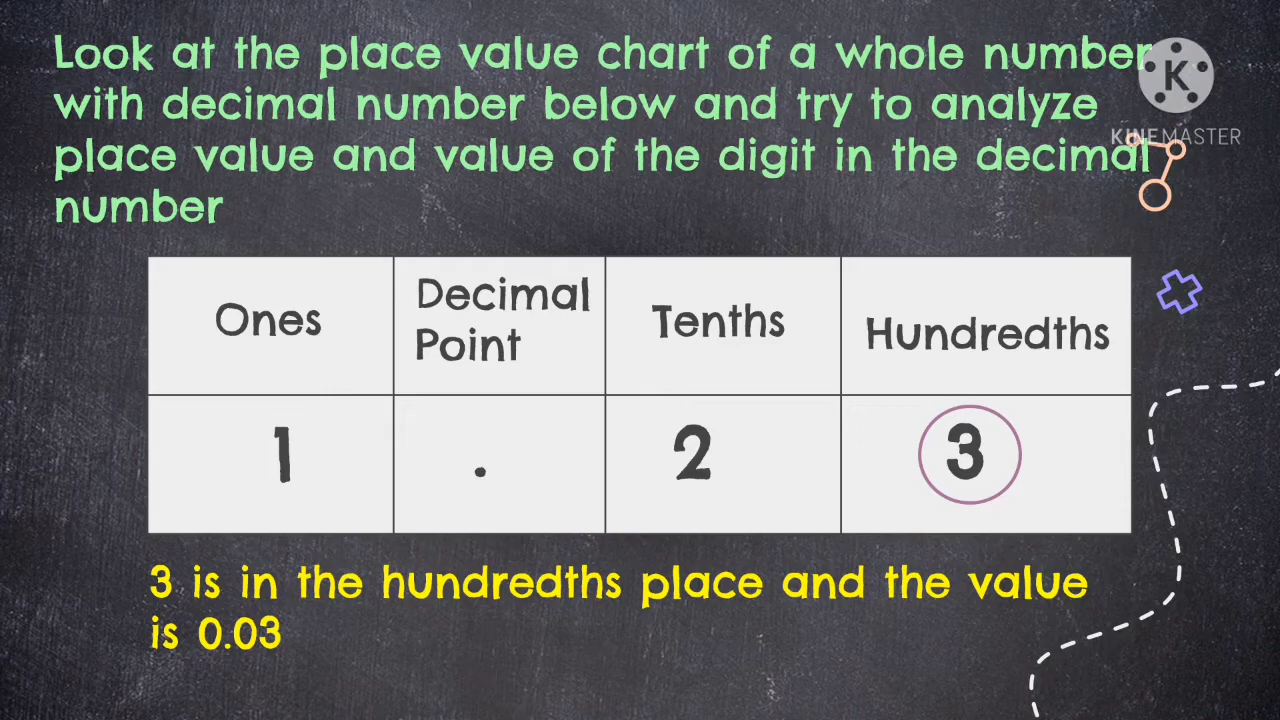 Look at the place value chart of a whole number
with decimal number below and try to analyze
place value and value of the digit in the decimal
number
K
KINEMASTER
Ones
Decimal
Point
Tenths
Hundredths
1
.
2
3
3 is in the hundredths place and the value
is 0.03